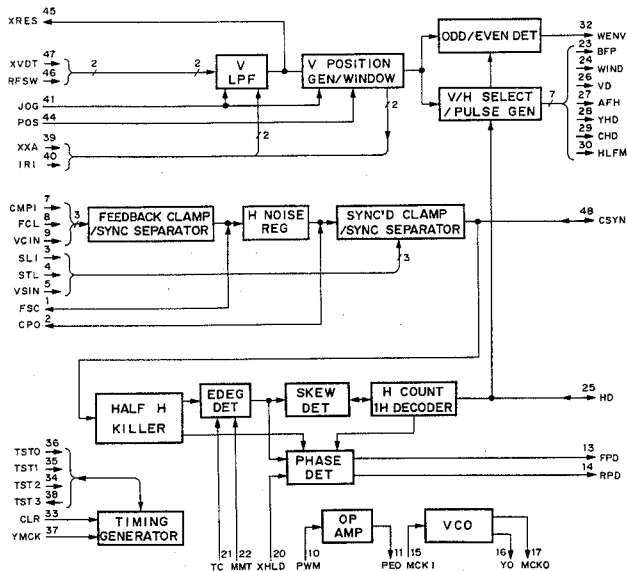 45
XRES
47
XVDT
46
RFSW
2
2
V
LPF
V POSITION
GEN/WINDOW
ODD/EVEN DET
32
WENV
23
BFP
24
WIND
26
VD
27
AFH
28
YHD
29
CHD
30
HLFM
V/H SELECT
/PULSE GEN
7
41
JOG
44
POS
2
2
39
XXA
40
IRI
7
CMPI
8
FCL
9
VCIN
3
FEEDBACK CLAMP
/SYNC SEPARATOR
H NOISE
REG
SYNC'D CLAMP
/SYNC SEPARATOR
48
CSYN
3
SLI
4
STL
5
VSIN
3
1
FSC
2
CPO
HALF H
KILLER
EDEG
DET
SKEW
DET
H COUNT
1H DECODER
25
HD
PHASE
DET
13
FPD
14
RPD
36
TST0
35
TST1
34
TST2
38
TST3
33
CLR
37
YMCK
TIMING
GENERATOR
OP
AMP
VCO
21
TC
22
MMT
20
XHLD
10
PWM
11
PEO
15
MCKI
16
YO
17
MCKO